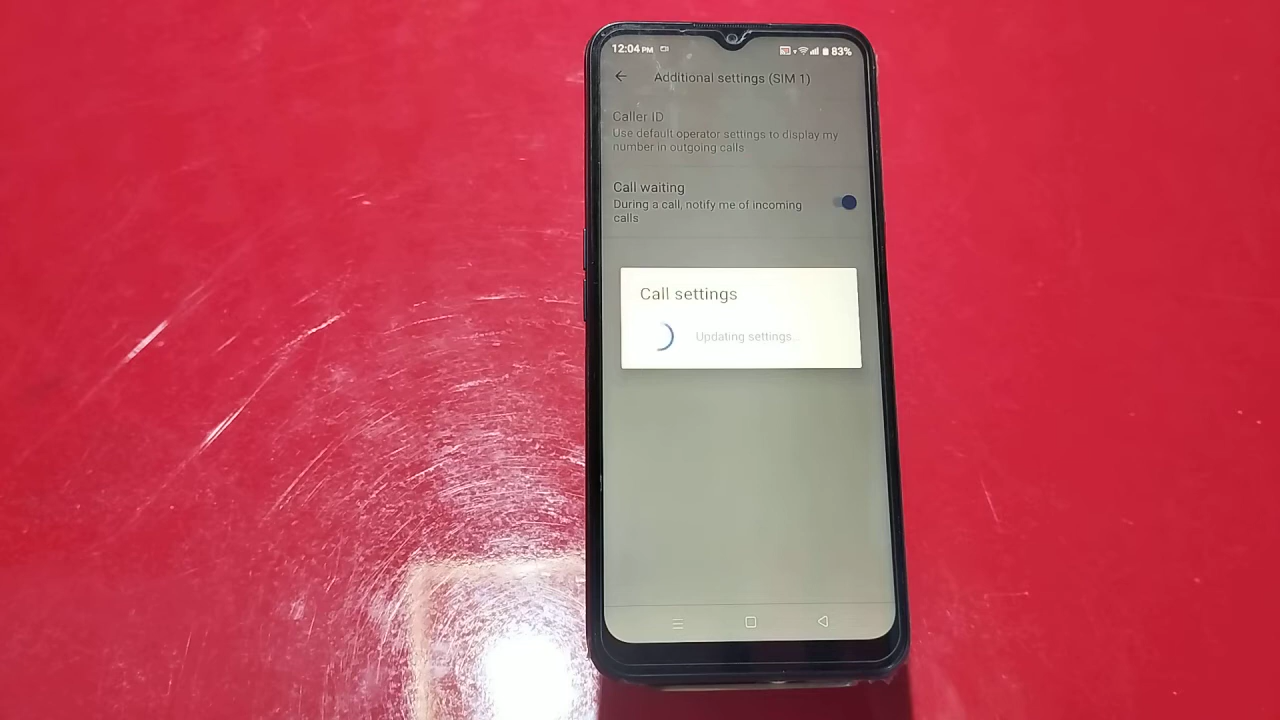 12:04 PM 83%
Additional settings (SIM 1)
Caller ID
Use default operator settings to display my
number in outgoing calls
Call waiting
During a call, notify me of incoming
calls
Call settings
Updating settings...